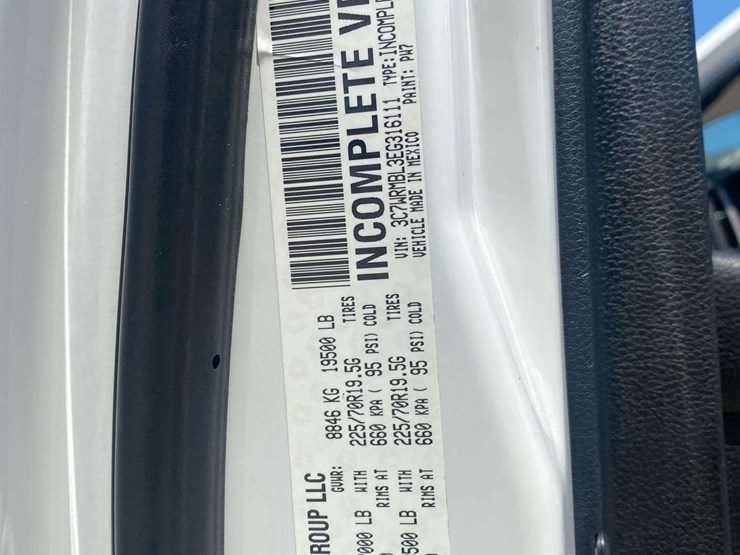 ROUP LLC
GVWR: 8846 KG 19500 LB
000 LB WITH 225/70R19.5G TIRES
RIMS AT 660 KPA ( 95 PSI) COLD
500 LB WITH 225/70R19.5G TIRES
RIMS AT 660 KPA ( 95 PSI) COLD
INCOMPLETE VE
VIN: 3C7WRMBL3EG316111 TYPE: INCOMPLE
VEHICLE MADE IN MEXICO PAINT: PW7